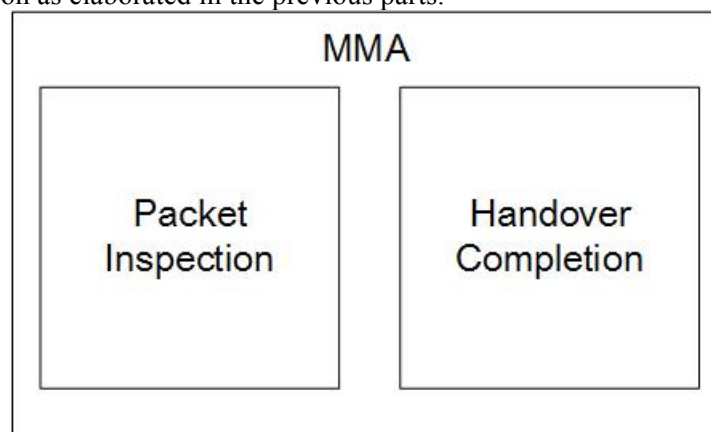 on as elaborated in the previous parts.
MMA
Packet
Inspection
Handover
Completion